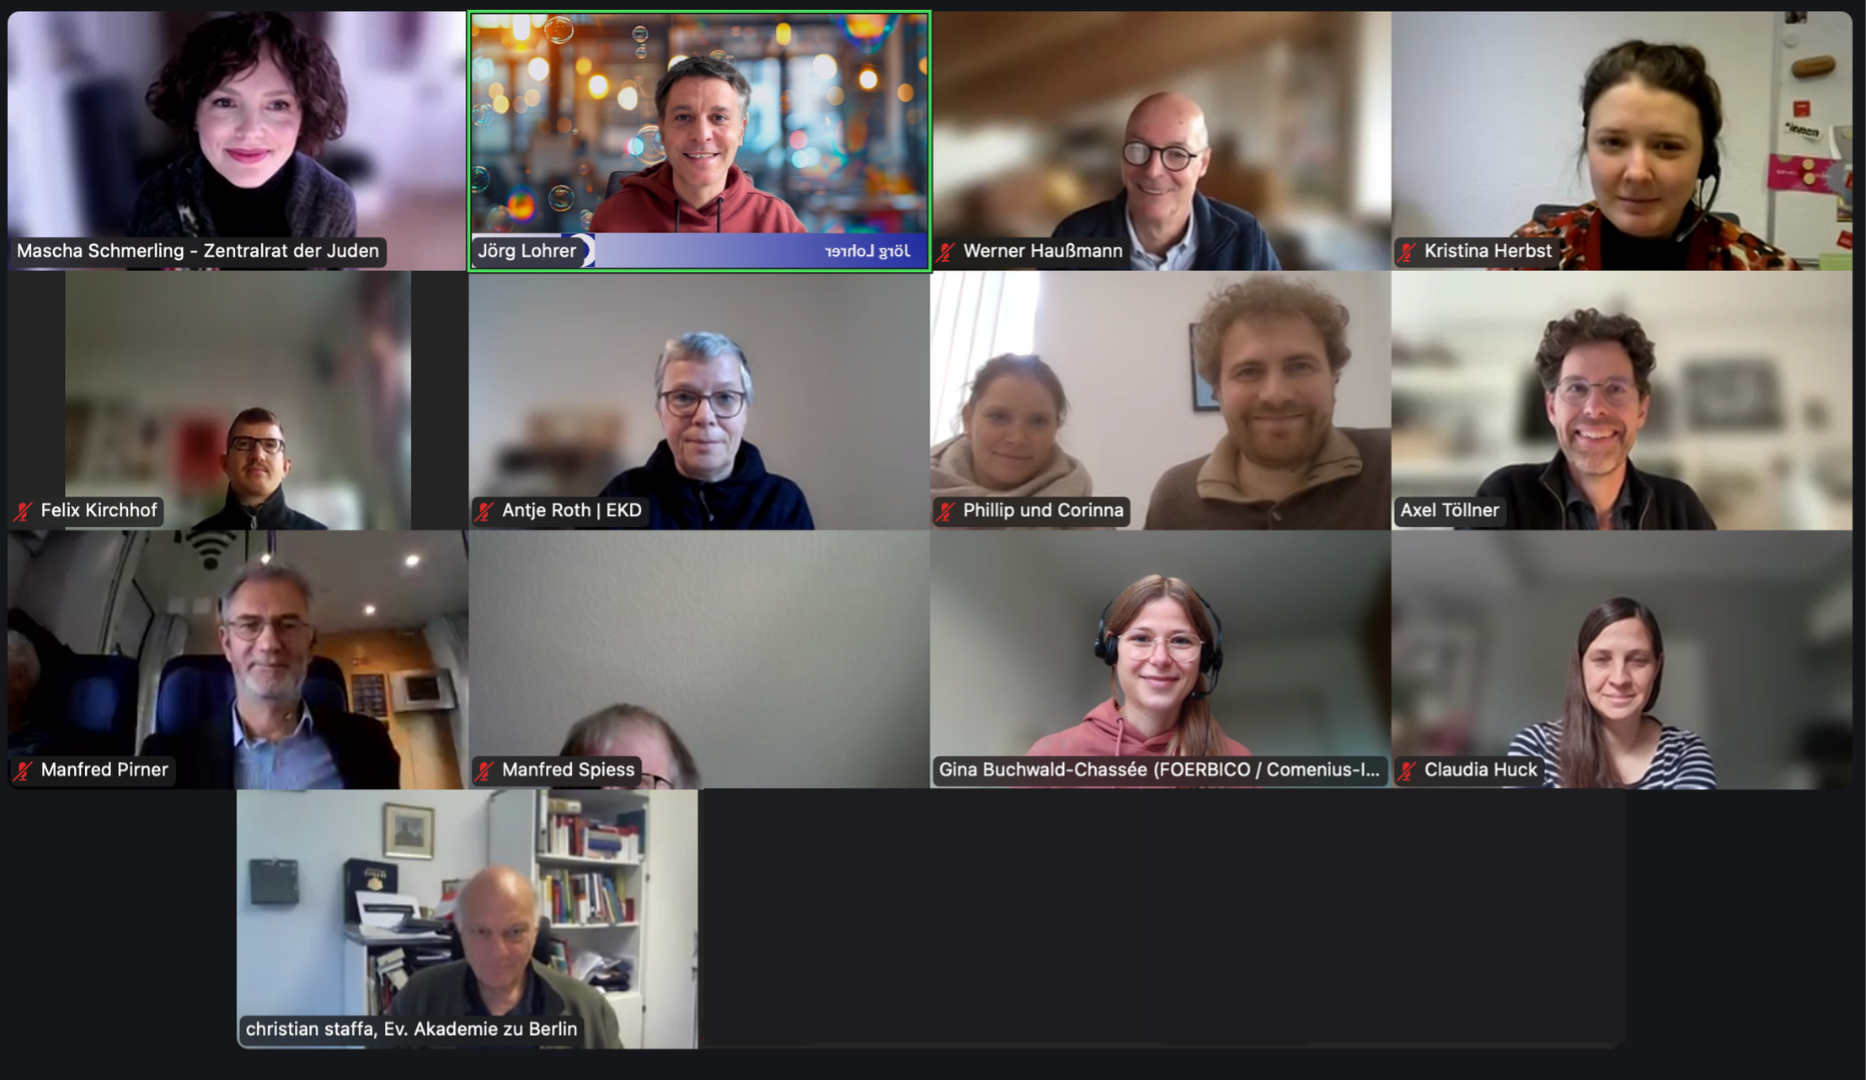 Mascha Schmerling - Zentralrat der Juden
Jörg Lohrer
Jörg Lohrer
Werner Haußmann
*innen
Kristina Herbst
Felix Kirchhof
Antje Roth | EKD
Phillip und Corinna
Axel Töllner
Manfred Pirner
Manfred Spiess
Gina Buchwald-Chassée (FOERBICO / Comenius-I...
Claudia Huck
christian staffa, Ev. Akademie zu Berlin